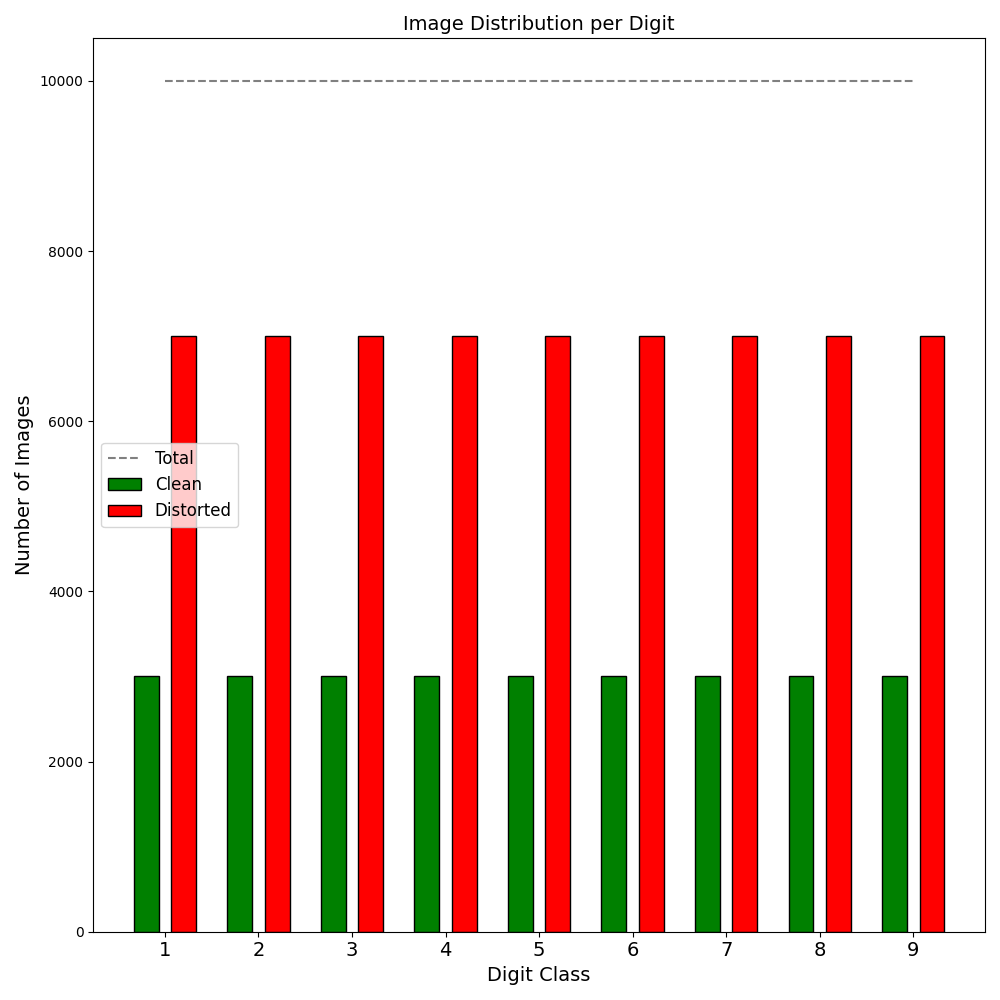 Image Distribution per Digit
Number of Images
10000
8000
6000
4000
2000
0
Total
Clean
Distorted
1 2 3 4 5 6 7 8 9
Digit Class